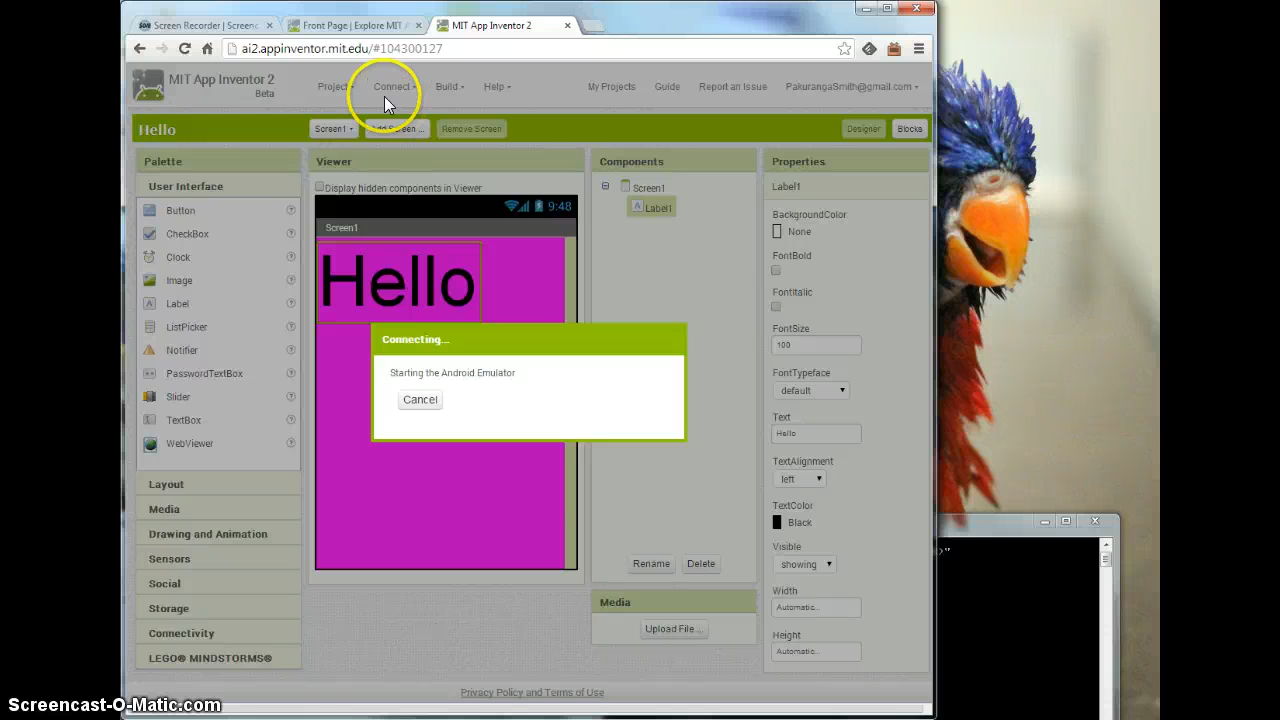 Screen Recorder | Screenc
Front Page | Explore MIT A
MIT App Inventor 2
ai2.appinventor.mit.edu/#104300127
MIT App Inventor 2
Beta
Project
Connect
Build
Help
My Projects
Guide
Report an Issue
PakurangaSmith@gmail.com
Hello
Screen1
Add Screen ...
Remove Screen
Designer
Blocks
Palette
User Interface
Button
CheckBox
Clock
Image
Label
ListPicker
Notifier
PasswordTextBox
Slider
TextBox
WebViewer
Layout
Media
Drawing and Animation
Sensors
Social
Storage
Connectivity
LEGO® MINDSTORMS®
Viewer
Display hidden components in Viewer
9:48
Screen1
Hello
Connecting...
Starting the Android Emulator
Cancel
Components
Screen1
Label1
Rename
Delete
Media
Upload File ...
Properties
Label1
BackgroundColor
None
FontBold
FontItalic
FontSize
100
FontTypeface
default
Text
Hello
TextAlignment
left
TextColor
Black
Visible
showing
Width
Automatic...
Height
Automatic...
Privacy Policy and Terms of Use
Screencast-O-Matic.com